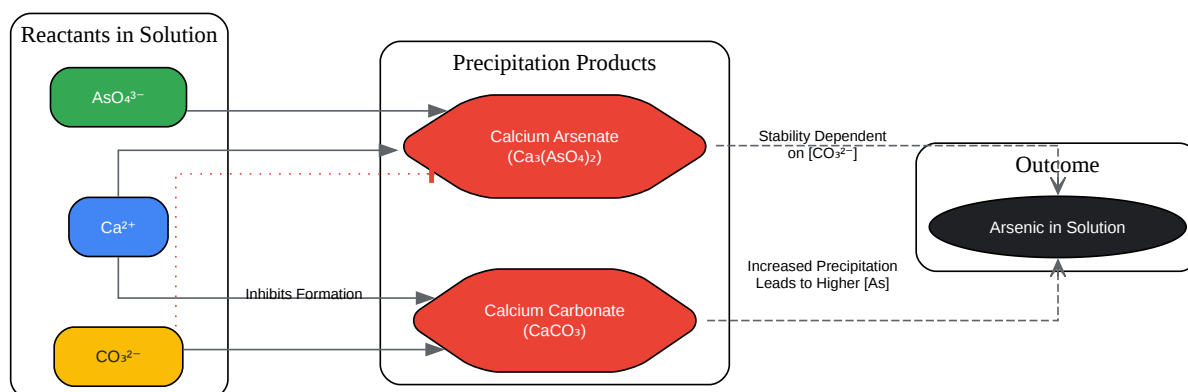 Reactants in Solution
AsO₄³⁻
Ca²⁺
CO₃²⁻
Inhibits Formation
Precipitation Products
Calcium Arsenate
(Ca₃(AsO₄)₂)
Calcium Carbonate
(CaCO₃)
Stability Dependent
on [CO₃²⁻]
Increased Precipitation
Leads to Higher [As]
Outcome
Arsenic in Solution